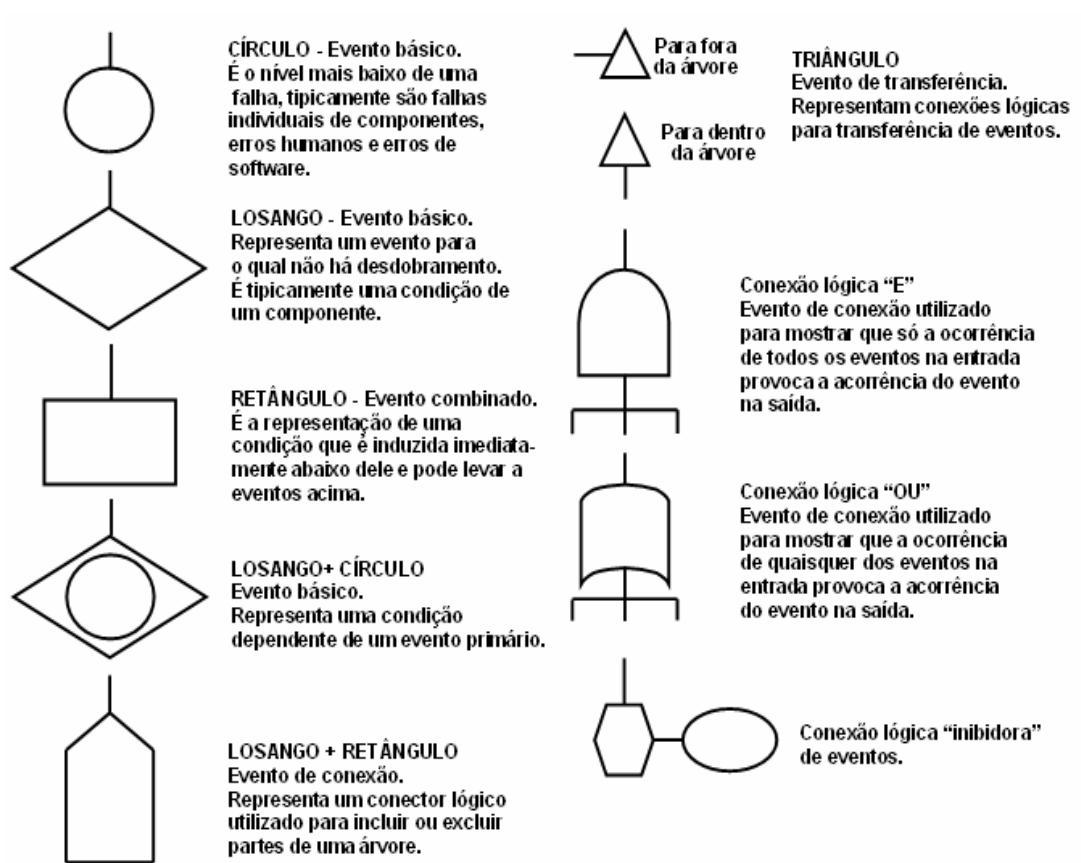 CÍRCULO - Evento básico.
É o nível mais baixo de uma
falha, tipicamente são falhas
individuais de componentes,
erros humanos e erros de
software.
LOSANGO - Evento básico.
Representa um evento para
o qual não há desdobramento.
É tipicamente uma condição de
um componente.
RETÂNGULO - Evento combinado.
É a representação de uma
condição que é induzida imediata-
mente abaixo dele e pode levar a
eventos acima.
LOSANGO+ CÍRCULO
Evento básico.
Representa uma condição
dependente de um evento primário.
LOSANGO + RETÂNGULO
Evento de conexão.
Representa um conector lógico
utilizado para incluir ou excluir
partes de uma árvore.
Para fora
da árvore
Para dentro
da árvore
TRIÂNGULO
Evento de transferência.
Representam conexões lógicas
para transferência de eventos.
Conexão lógica “E”
Evento de conexão utilizado
para mostrar que só a ocorrência
de todos os eventos na entrada
provoca a acorrência do evento
na saída.
Conexão lógica “OU”
Evento de conexão utilizado
para mostrar que a ocorrência
de quaisquer dos eventos na
entrada provoca a acorrência
do evento na saída.
Conexão lógica “inibidora”
de eventos.